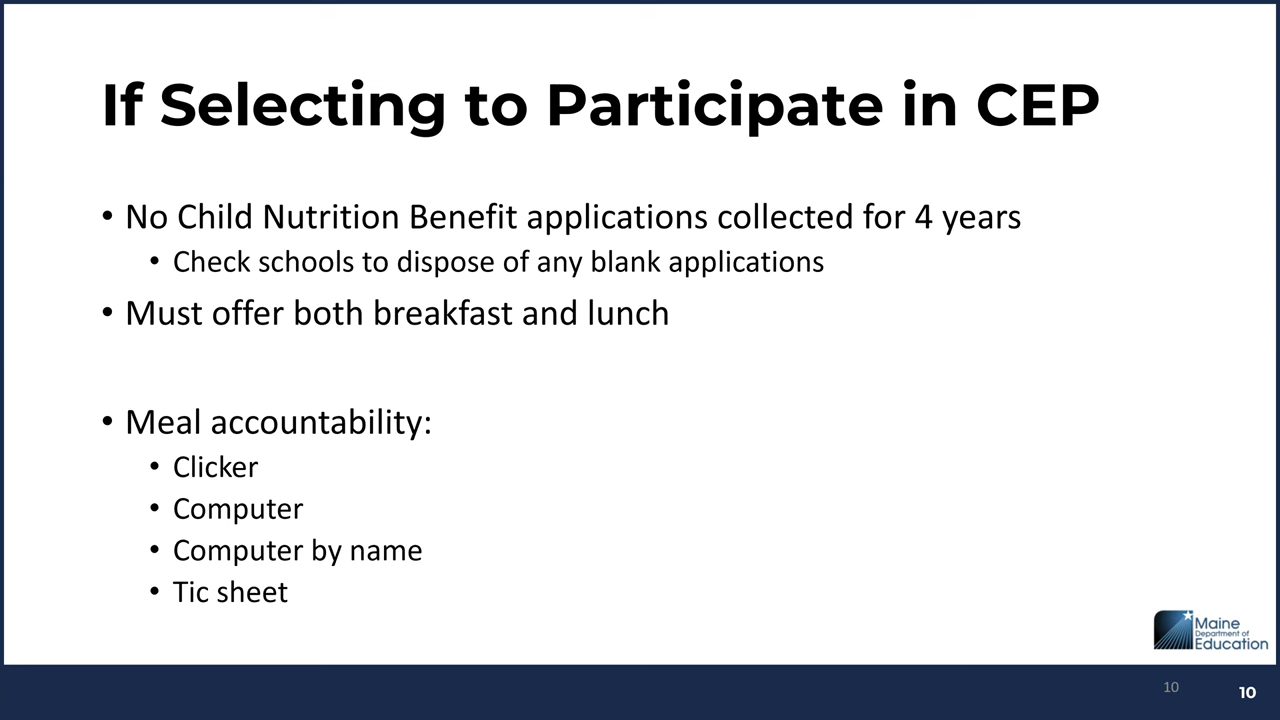 If Selecting to Participate in CEP
• No Child Nutrition Benefit applications collected for 4 years
• Check schools to dispose of any blank applications
• Must offer both breakfast and lunch
• Meal accountability:
• Clicker
• Computer
• Computer by name
• Tic sheet
Maine
Department of
Education
10
10